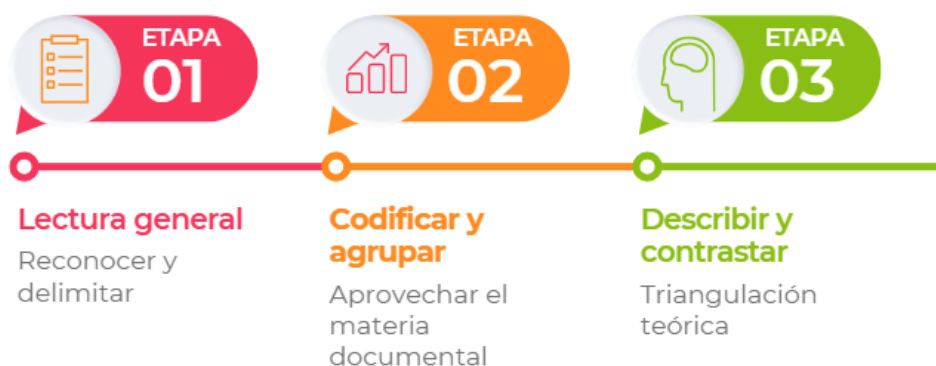 ETAPA
01
Lectura general
Reconocer y
delimitar
ETAPA
02
Codificar y
agrupar
Aprovechar el
materia
documental
ETAPA
03
Describir y
contrastar
Triangulación
teórica